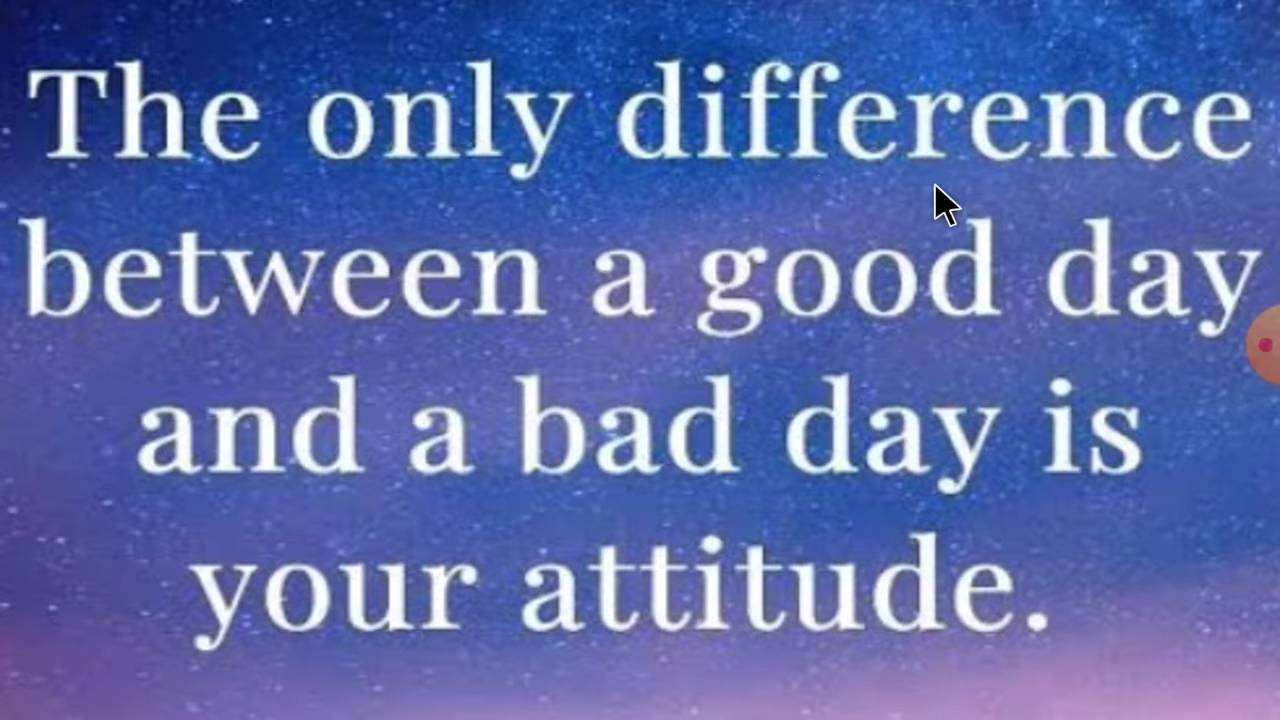 The only difference
between a good day
and a bad day is
your attitude.